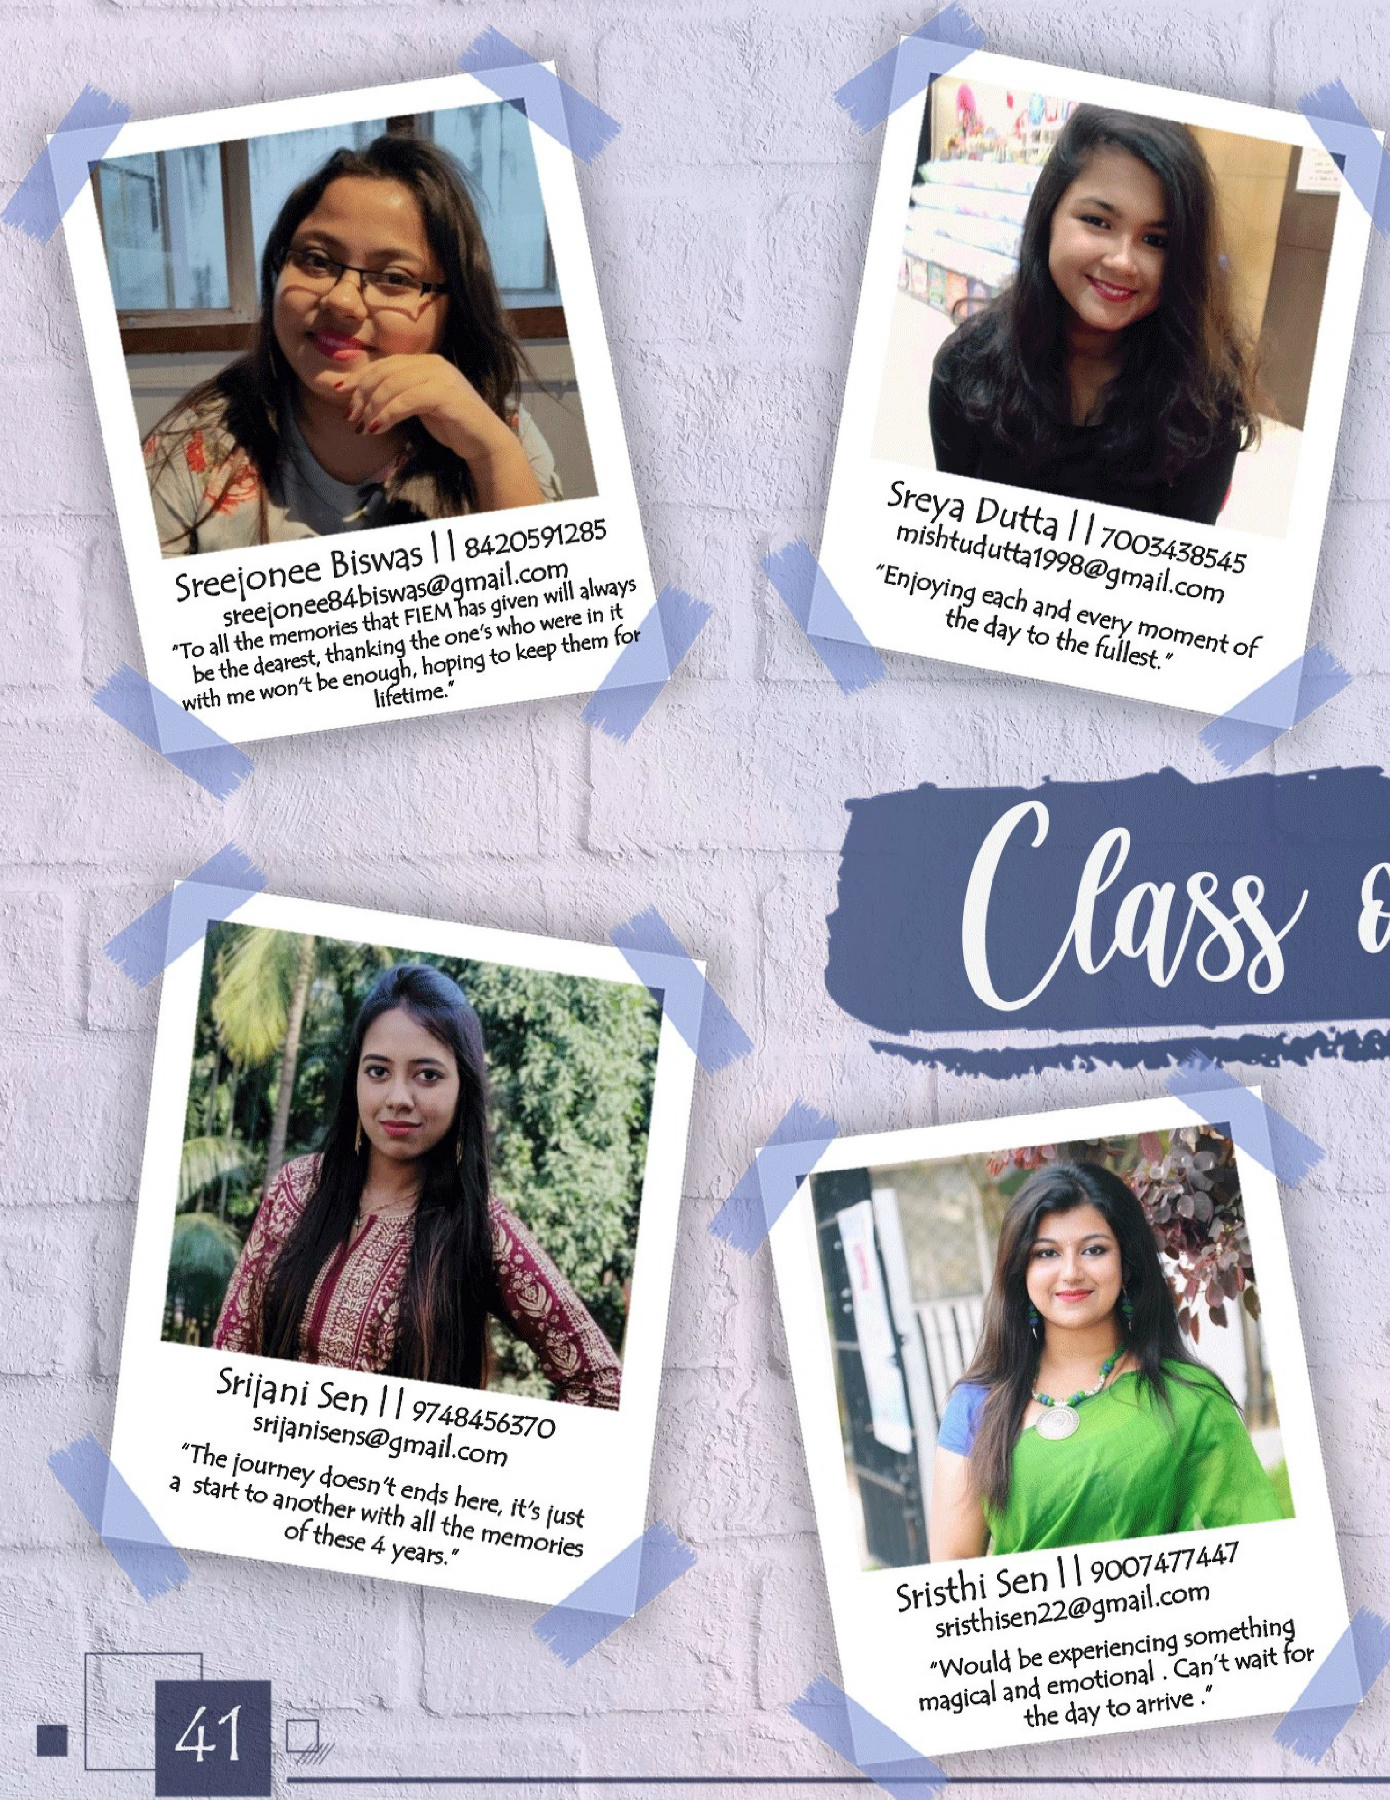 Sreejonee Biswas || 8420591285
sreejonee84biswas@gmail.com
"To all the memories that FIEM has given will always
be the dearest, thanking the one's who were in it
with me won't be enough, hoping to keep them for
lifetime."
Sreya Dutta || 7003438545
mishtudutta1998@gmail.com
"Enjoying each and every moment of
the day to the fullest."
Class o
Srijani Sen || 9748456370
srijanisens@gmail.com
"The journey doesn't ends here, it's just
a start to another with all the memories
of these 4 years."
Sristhi Sen || 9007477447
sristhisen22@gmail.com
"Would be experiencing something
magical and emotional . Can't wait for
the day to arrive ."
41